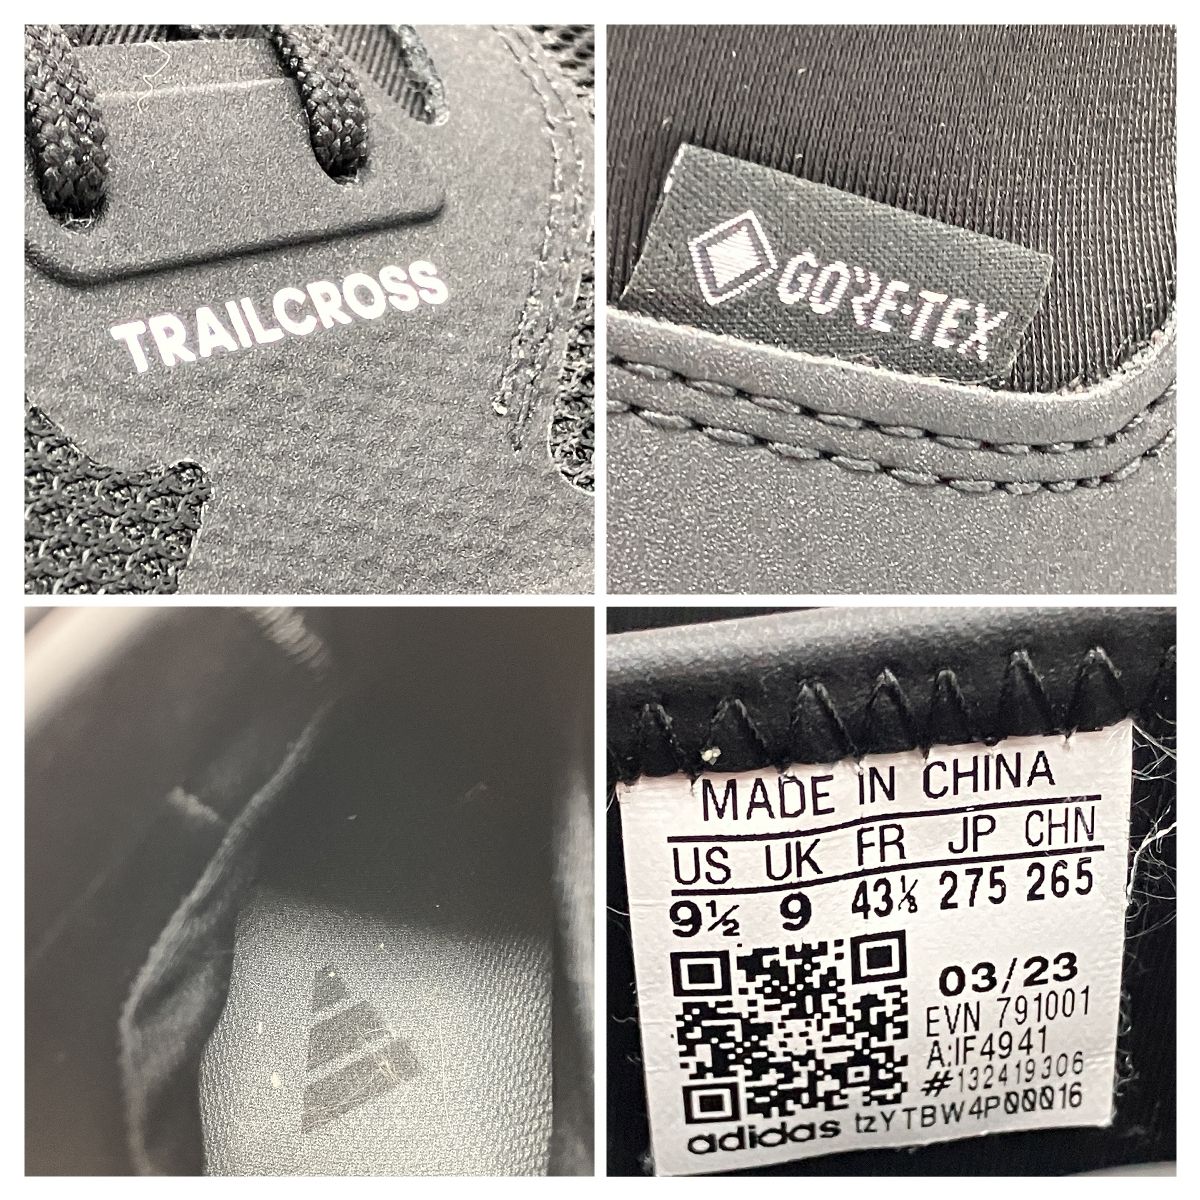 TRAILCROSS
GORE-TEX
MADE IN CHINA
US UK FR JP CHN
9½ 9 43⅓ 275 265
03/23
EVN 791001
A:IF4941
#132419306
adidas tzYTBW4P00016